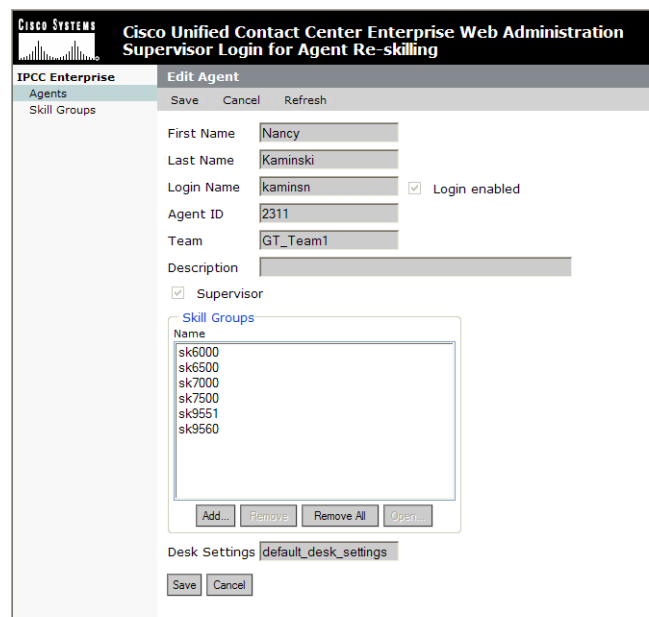 CISCO SYSTEMS
Cisco Unified Contact Center Enterprise Web Administration
Supervisor Login for Agent Re-skilling
IPCC Enterprise
Agents
Skill Groups
Edit Agent
Save Cancel Refresh
First Name Nancy
Last Name Kaminski
Login Name kaminsn Login enabled
Agent ID 2311
Team GT_Team1
Description
Supervisor
Skill Groups
Name
sk6000
sk6500
sk7000
sk7500
sk9551
sk9560
Add... Remove Remove All Open...
Desk Settings default_desk_settings
Save Cancel